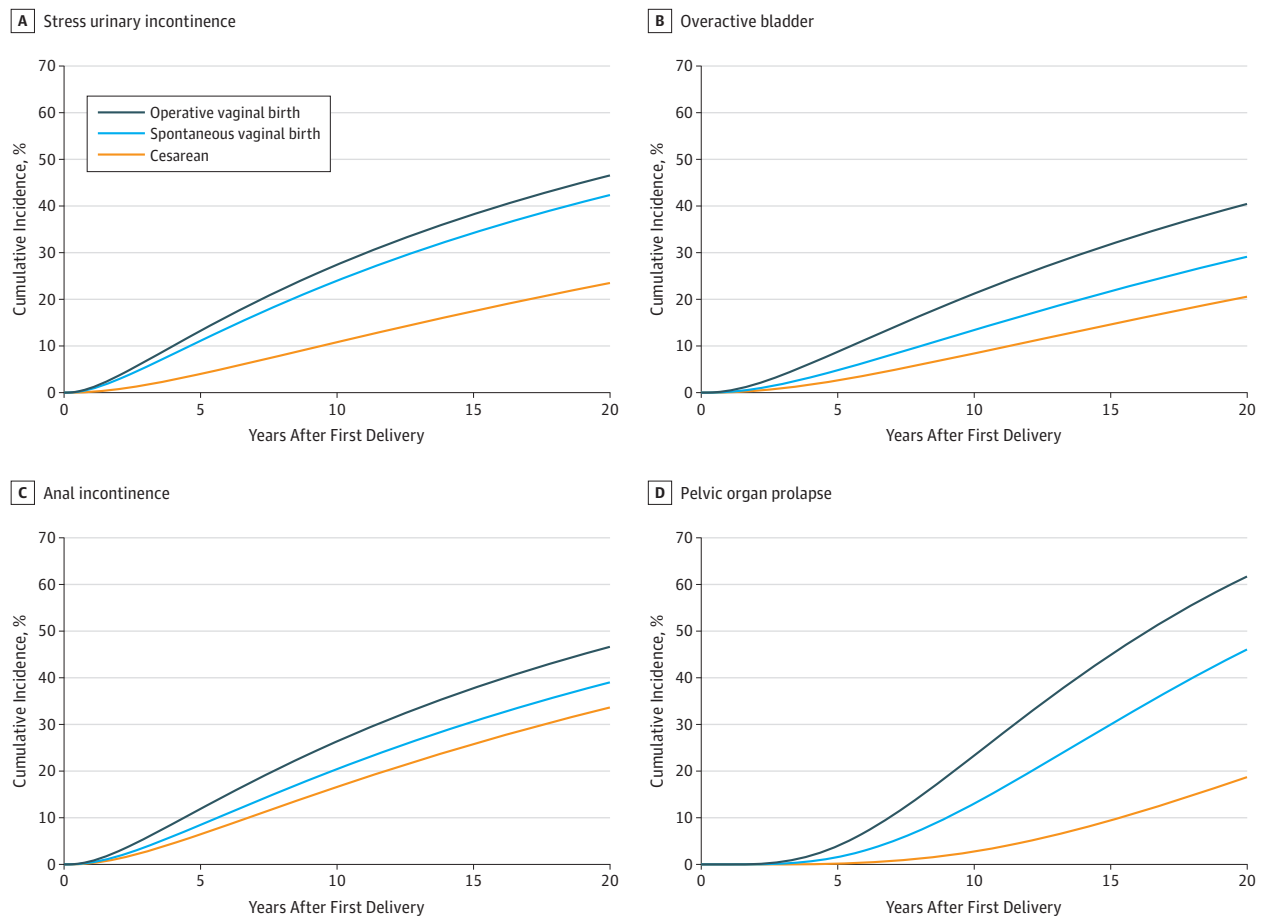 A Stress urinary incontinence
70
60
50
40
30
20
10
0
Cumulative Incidence, %
Operative vaginal birth
Spontaneous vaginal birth
Cesarean
0 5 10 15 20
Years After First Delivery
B Overactive bladder
70
60
50
40
30
20
10
0
Cumulative Incidence, %
0 5 10 15 20
Years After First Delivery
C Anal incontinence
70
60
50
40
30
20
10
0
Cumulative Incidence, %
0 5 10 15 20
Years After First Delivery
D Pelvic organ prolapse
70
60
50
40
30
20
10
0
Cumulative Incidence, %
0 5 10 15 20
Years After First Delivery